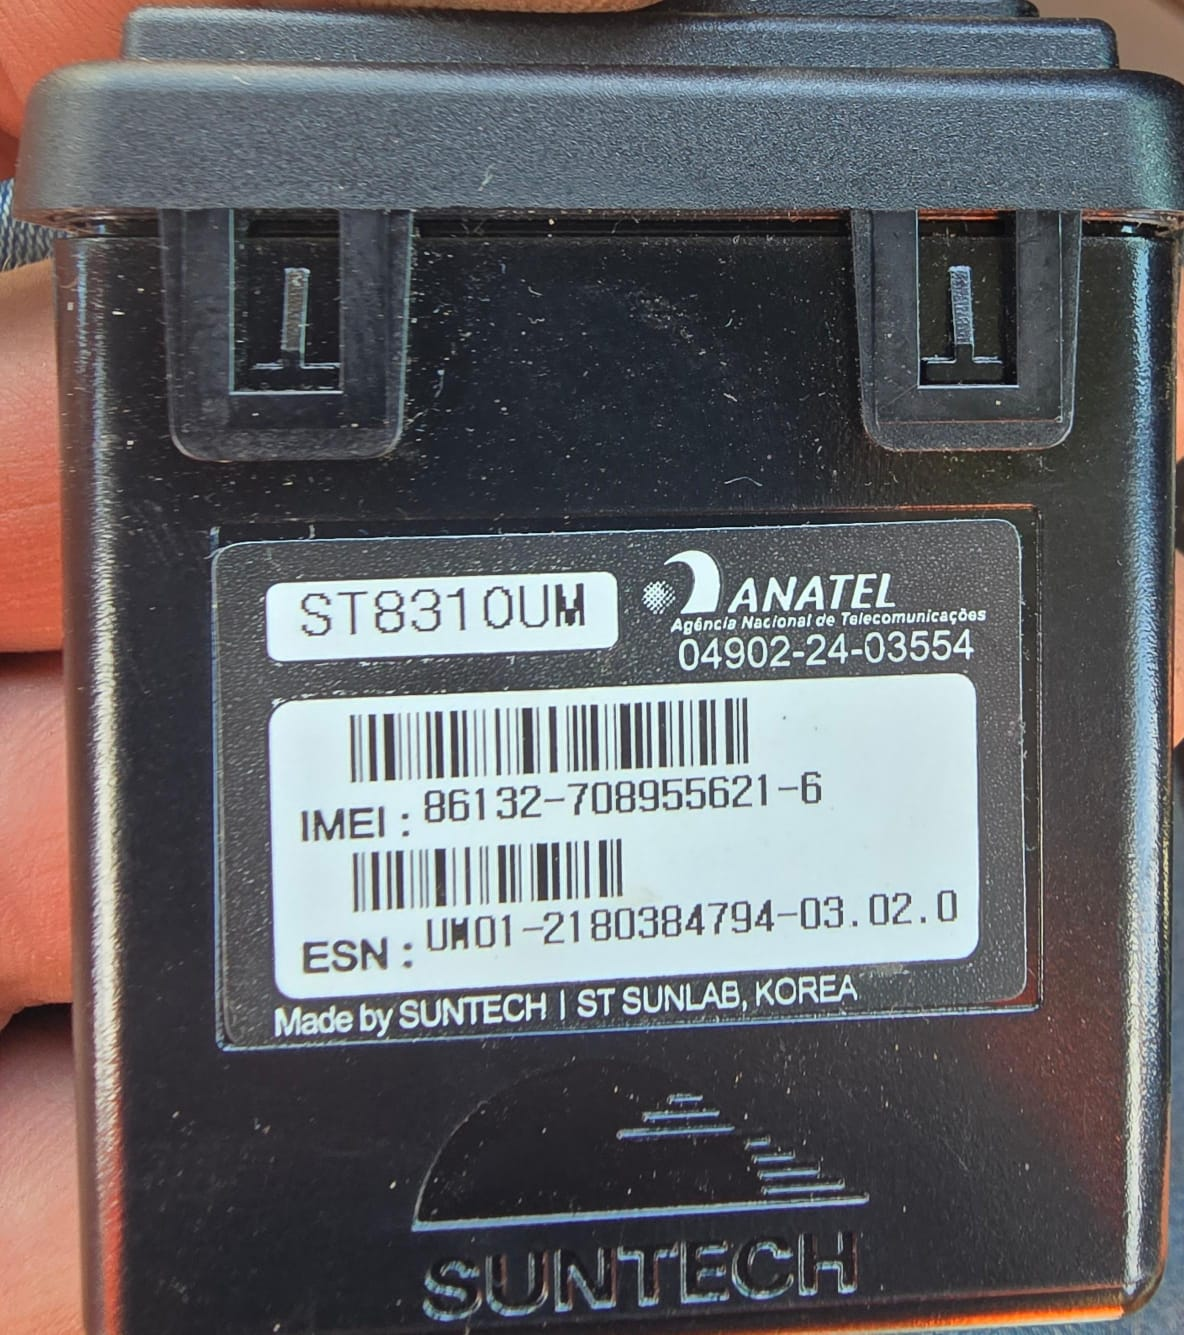 ST8310UM
ANATEL
Agência Nacional de Telecomunicações
04902-24-03554
IMEI : 86132-708955621-6
ESN : UM01-2180384794-03.02.0
Made by SUNTECH | ST SUNLAB, KOREA
SUNTECH